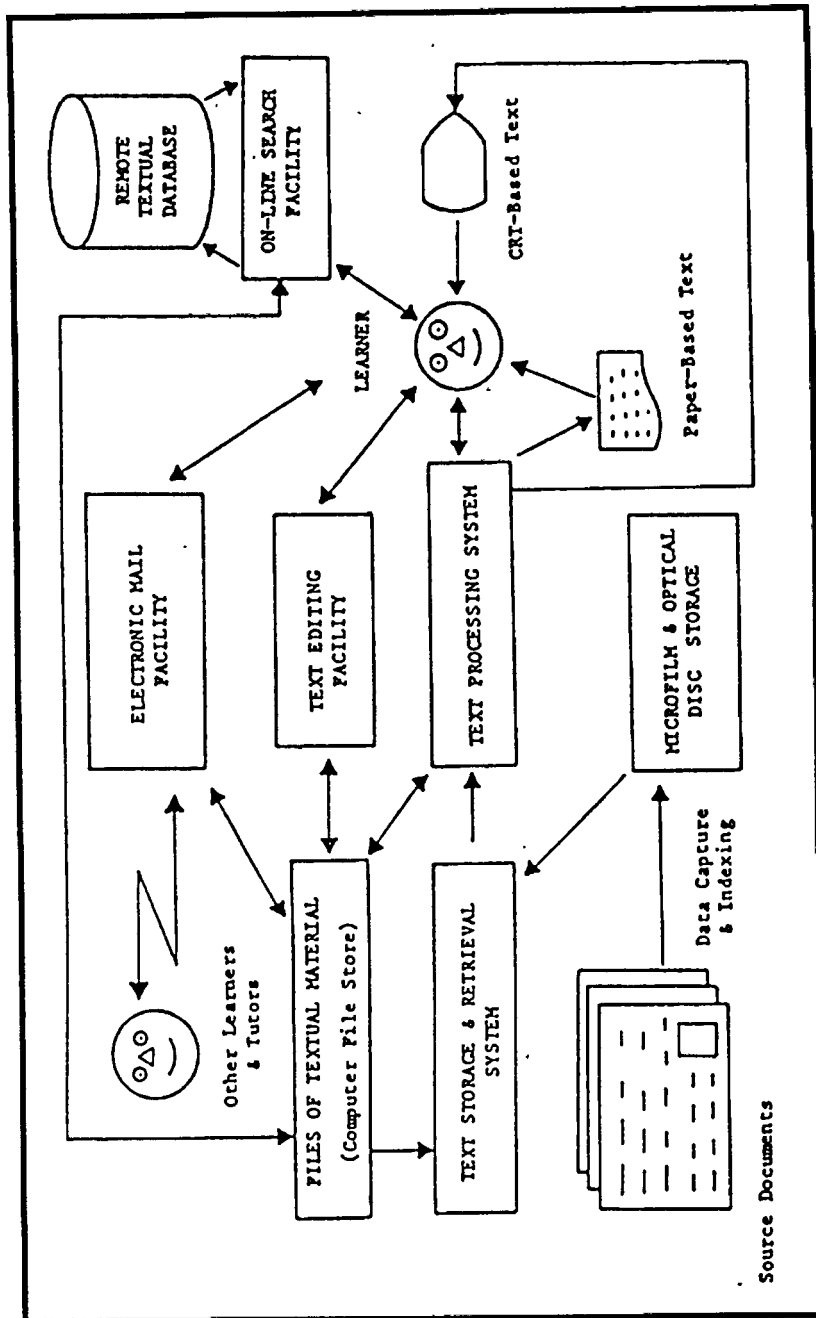 Other Learners
& Tutors
ELECTRONIC MAIL
FACILITY
REMOTE
TEXTUAL
DATABASE
ON-LINE SEARCH
FACILITY
LEARNER
FILES OF TEXTUAL MATERIAL
(Computer File Store)
TEXT EDITING
FACILITY
TEXT STORAGE & RETRIEVAL
SYSTEM
TEXT PROCESSING SYSTEM
CRT-Based Text
Paper-Based Text
Data Capture
& Indexing
MICROFILM & OPTICAL
DISC STORAGE
Source Documents